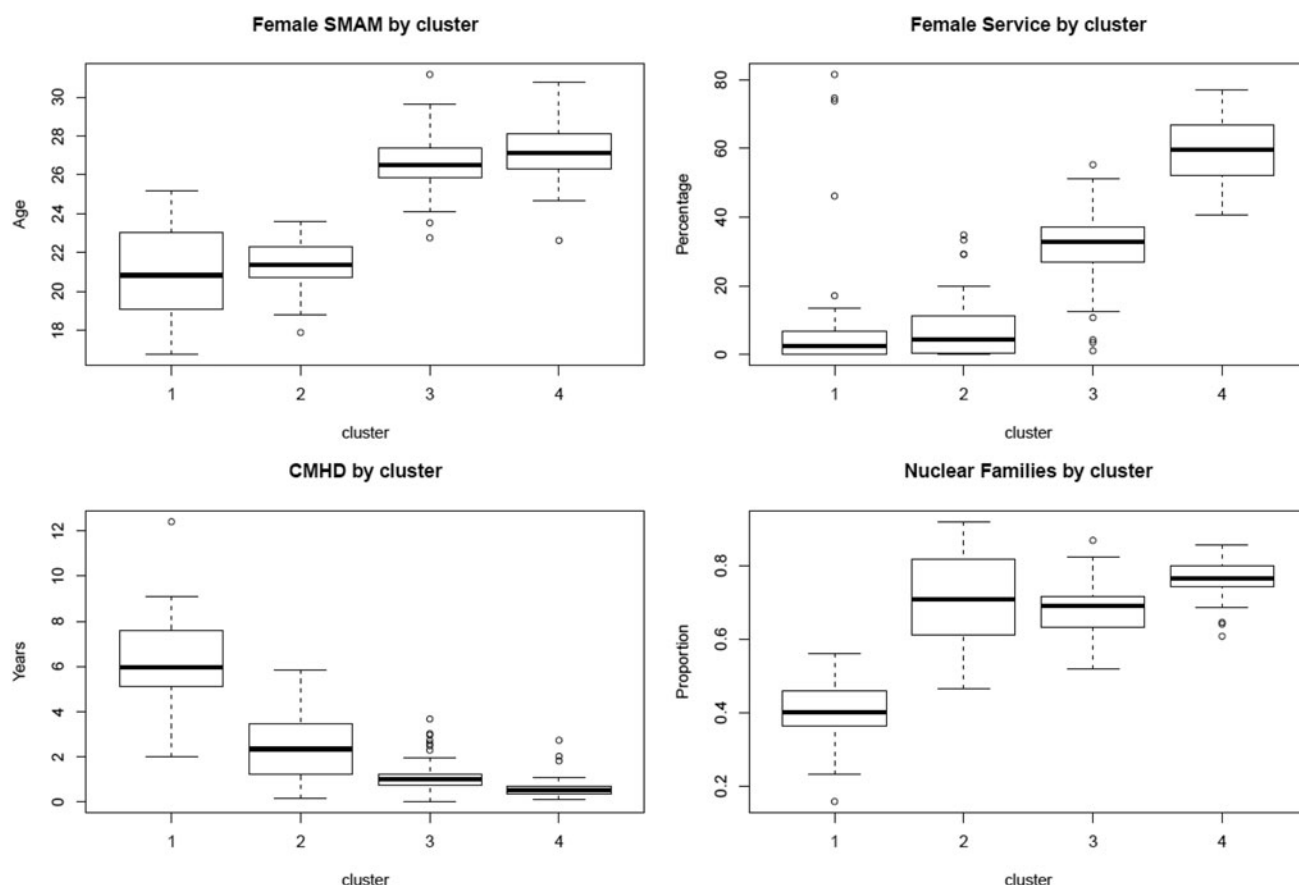 Female SMAM by cluster
Age
30
28
26
24
22
20
18
1 2 3 4
cluster
Female Service by cluster
Percentage
80
60
40
20
0
1 2 3 4
cluster
CMHD by cluster
Years
12
10
8
6
4
2
0
1 2 3 4
cluster
Nuclear Families by cluster
Proportion
0.8
0.6
0.4
0.2
1 2 3 4
cluster